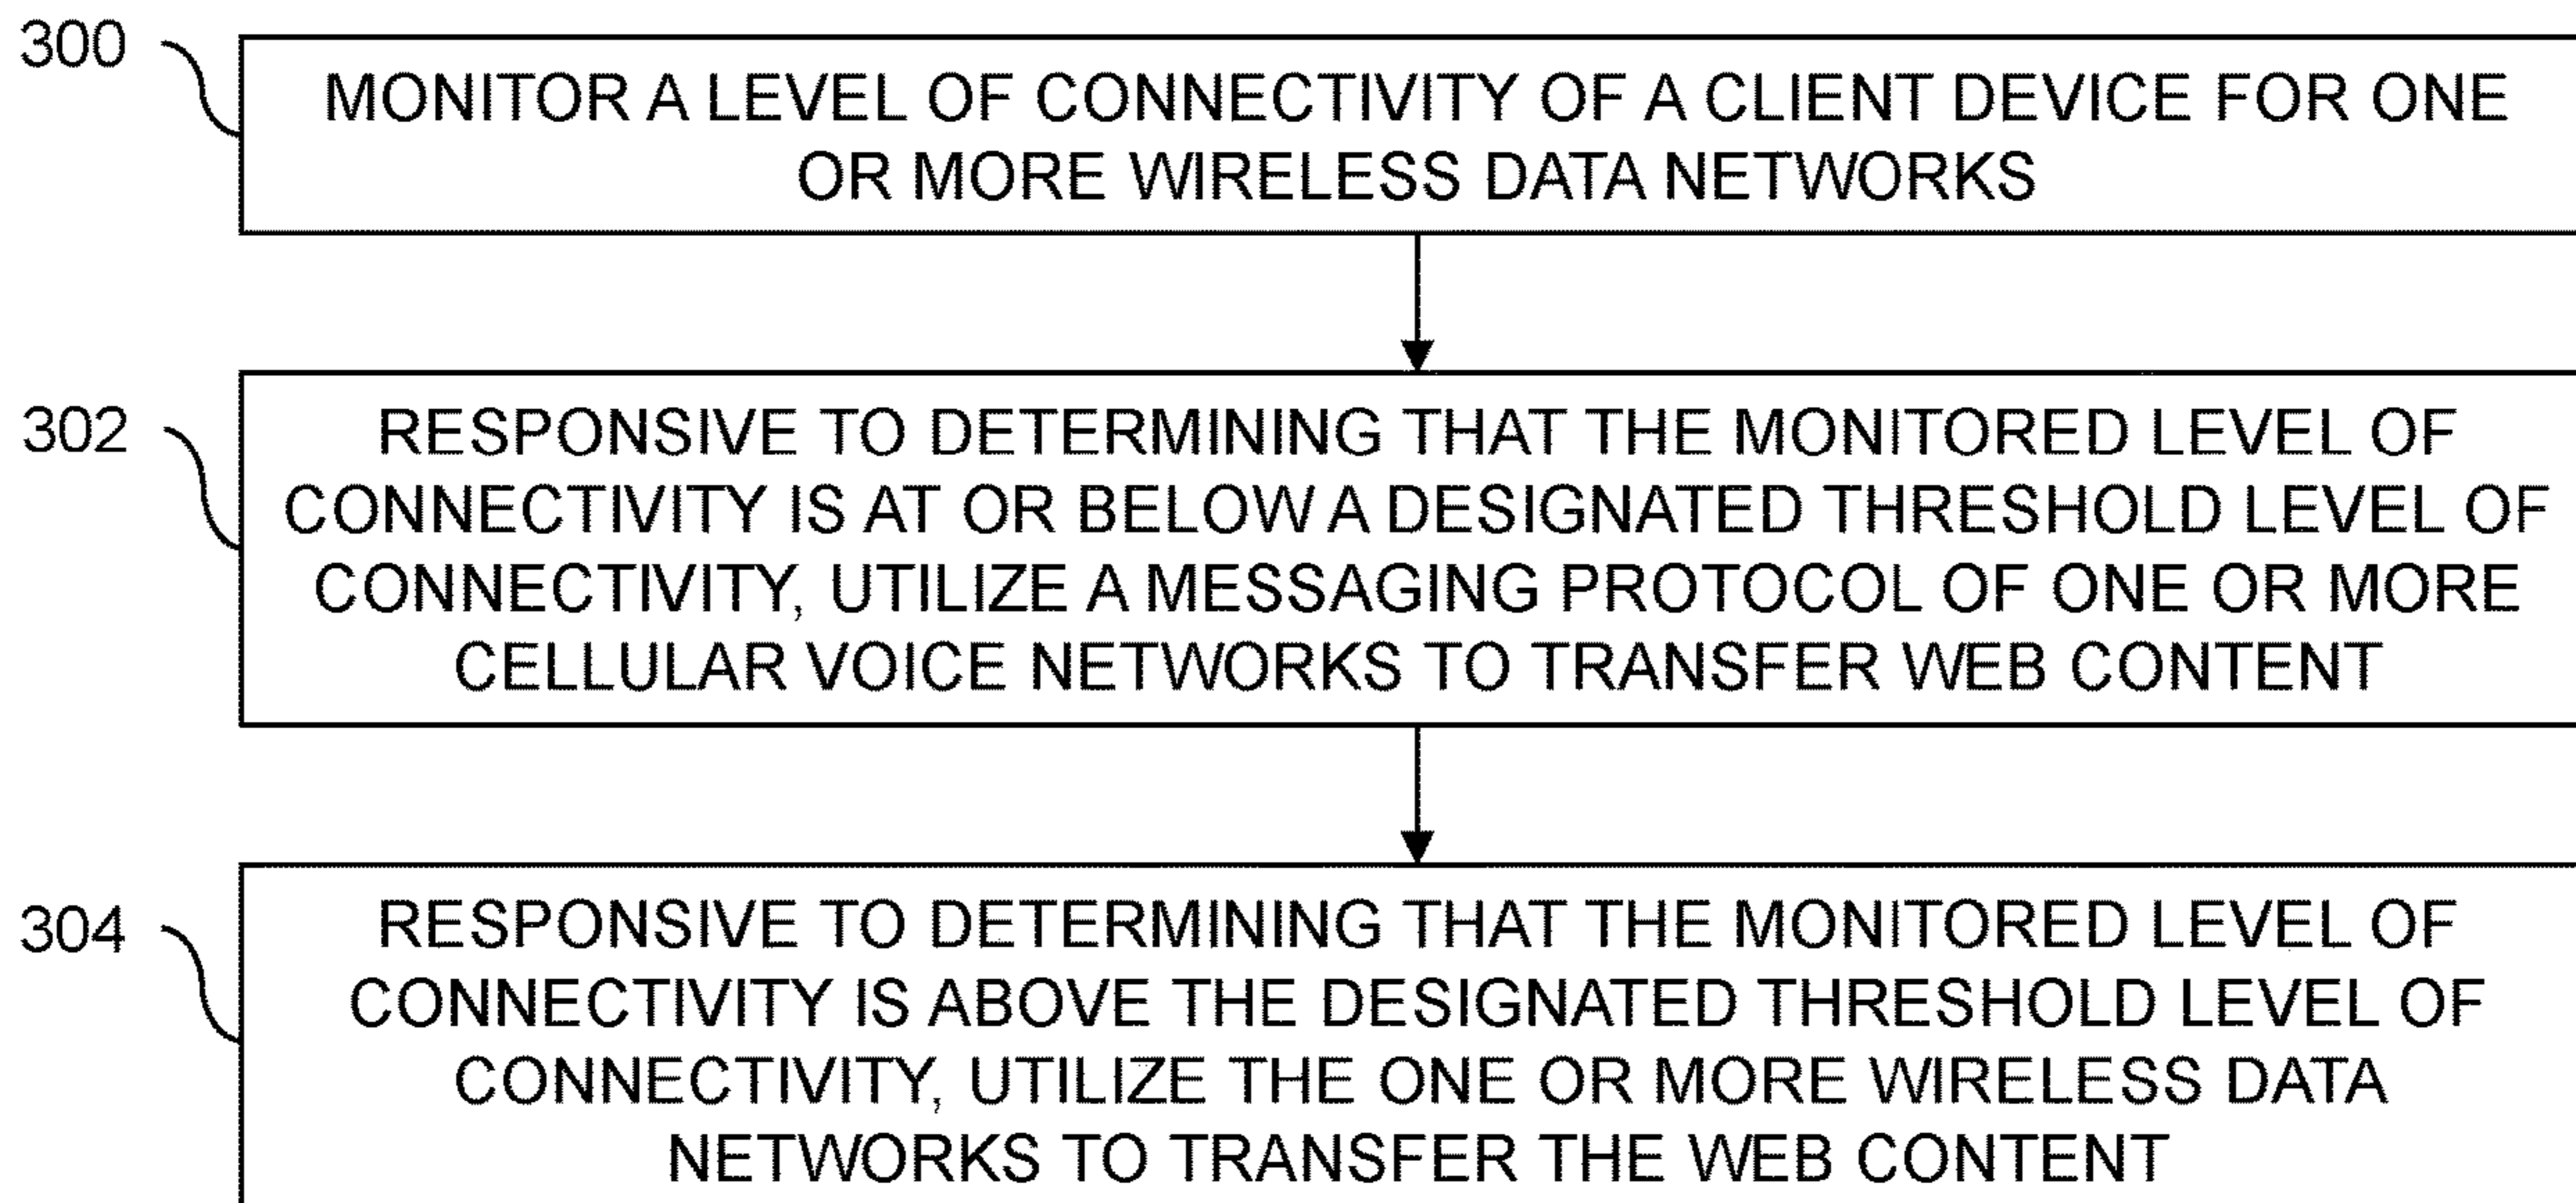 300
MONITOR A LEVEL OF CONNECTIVITY OF A CLIENT DEVICE FOR ONE
OR MORE WIRELESS DATA NETWORKS
302
RESPONSIVE TO DETERMINING THAT THE MONITORED LEVEL OF
CONNECTIVITY IS AT OR BELOW A DESIGNATED THRESHOLD LEVEL OF
CONNECTIVITY, UTILIZE A MESSAGING PROTOCOL OF ONE OR MORE
CELLULAR VOICE NETWORKS TO TRANSFER WEB CONTENT
304
RESPONSIVE TO DETERMINING THAT THE MONITORED LEVEL OF
CONNECTIVITY IS ABOVE THE DESIGNATED THRESHOLD LEVEL OF
CONNECTIVITY, UTILIZE THE ONE OR MORE WIRELESS DATA
NETWORKS TO TRANSFER THE WEB CONTENT